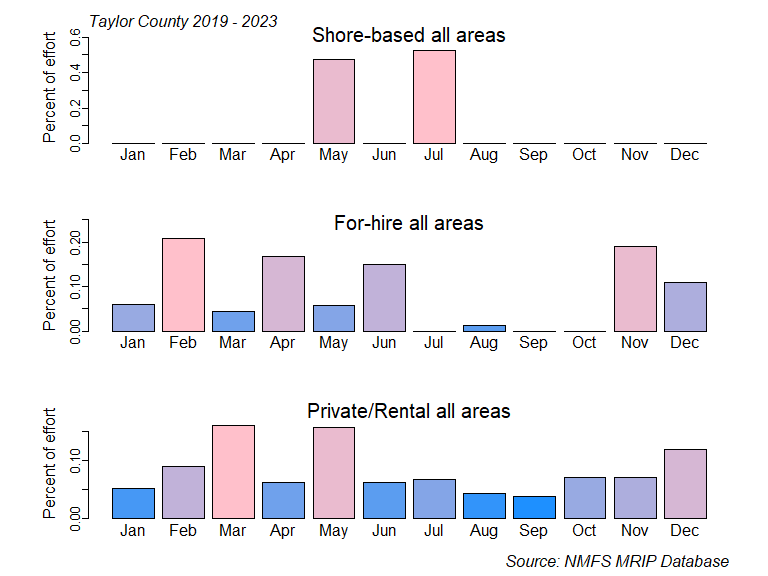 Taylor County 2019 - 2023
Shore-based all areas
Percent of effort
0.0 0.2 0.4 0.6
Jan Feb Mar Apr May Jun Jul Aug Sep Oct Nov Dec
For-hire all areas
Percent of effort
0.00 0.10 0.20
Jan Feb Mar Apr May Jun Jul Aug Sep Oct Nov Dec
Private/Rental all areas
Percent of effort
0.00 0.10
Jan Feb Mar Apr May Jun Jul Aug Sep Oct Nov Dec
Source: NMFS MRIP Database